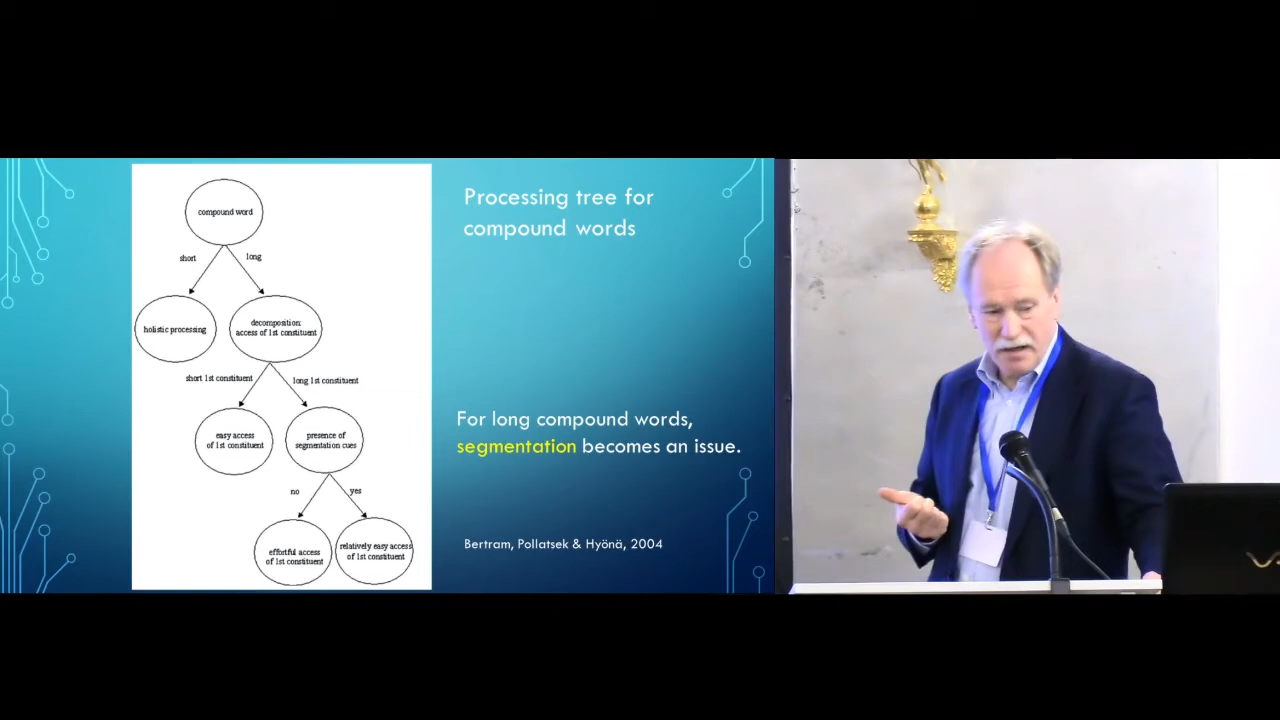 Processing tree for
compound words
compound word
short
long
holistic processing
decomposition:
access of 1st constituent
short 1st constituent
long 1st constituent
easy access
of 1st constituent
presence of
segmentation cues
no
yes
effortful access
of 1st constituent
relatively easy access
of 1st constituent
For long compound words,
segmentation becomes an issue.
Bertram, Pollatsek & Hyönä, 2004